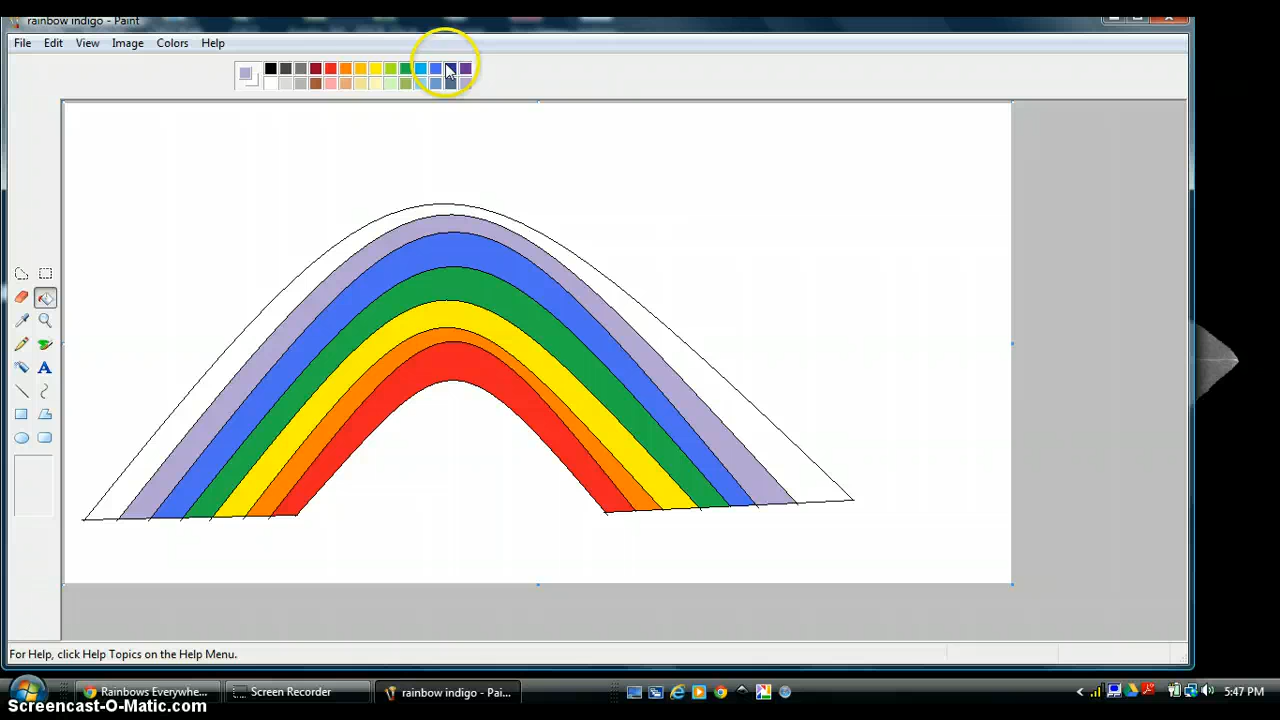 rainbow indigo - Paint
File Edit View Image Colors Help
A
For Help, click Help Topics on the Help Menu.
Rainbows Everywhe... Screen Recorder rainbow indigo - Pai... 5:47 PM
Screencast-O-Matic.com